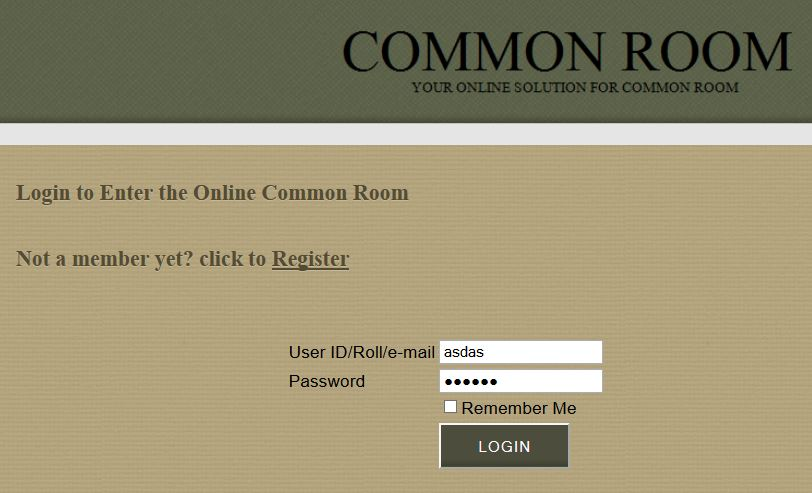 COMMON ROOM
YOUR ONLINE SOLUTION FOR COMMON ROOM
Login to Enter the Online Common Room
Not a member yet? click to Register
User ID/Roll/e-mail asdas
Password ●●●●●●
Remember Me
LOGIN